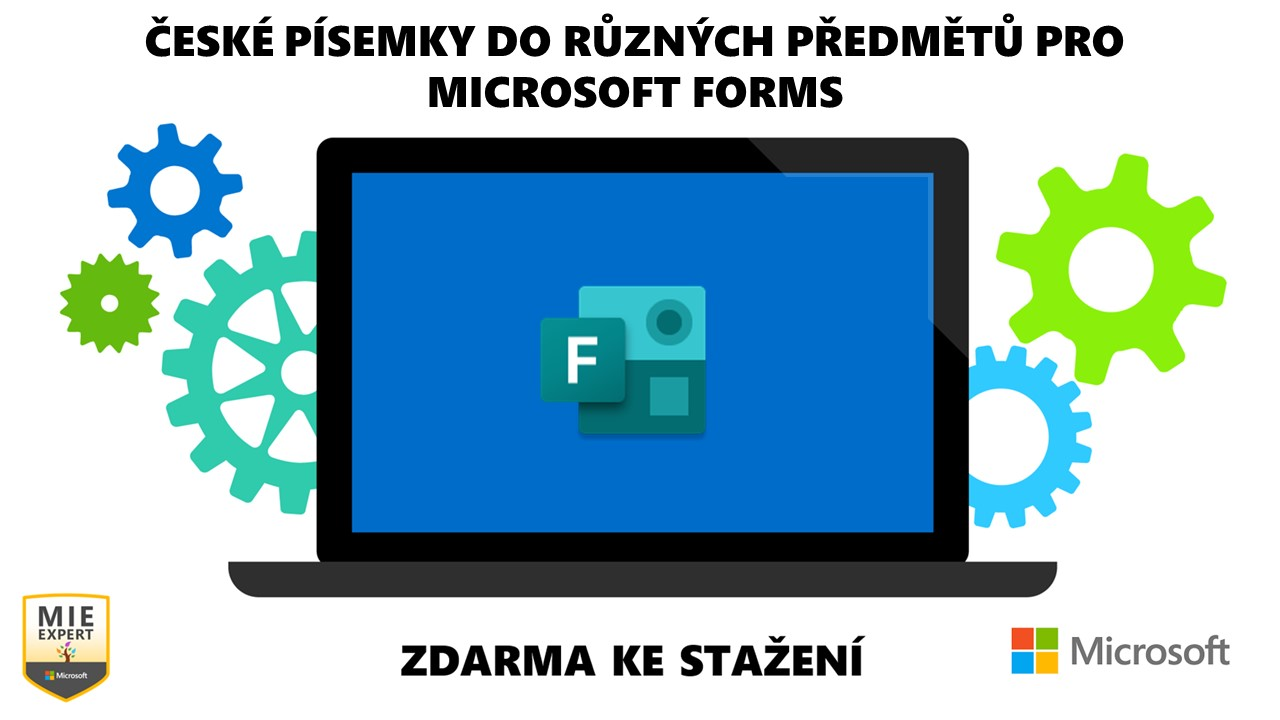 ČESKÉ PÍSEMKY DO RŮZNÝCH PŘEDMĚTŮ PRO
MICROSOFT FORMS
F
MIE
EXPERT
Microsoft
ZDARMA KE STAŽENÍ
Microsoft